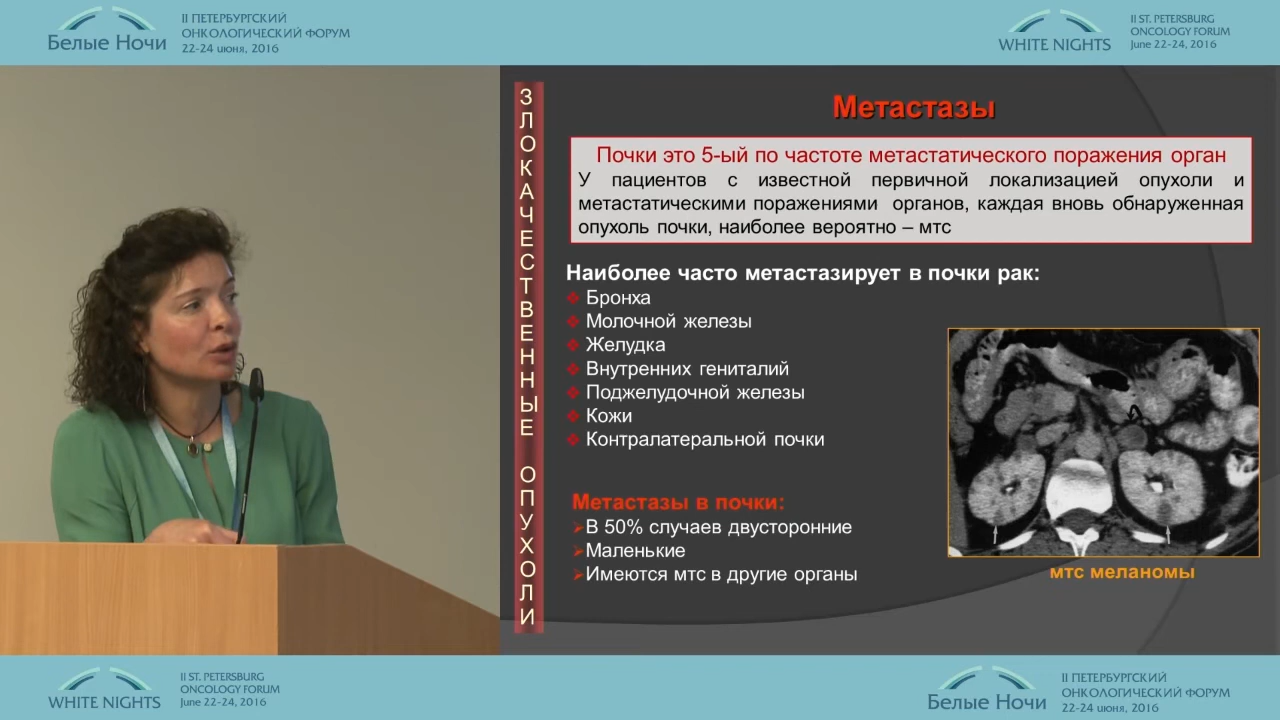 Белые Ночи
II ПЕТЕРБУРГСКИЙ
ОНКОЛОГИЧЕСКИЙ ФОРУМ
22-24 июня, 2016
WHITE NIGHTS
II ST. PETERSBURG
ONCOLOGY FORUM
June 22-24, 2016
ЗЛОКАЧЕСТВЕННЫЕ ОПУХОЛИ
Метастазы
Почки это 5-ый по частоте метастатического поражения орган
У пациентов с известной первичной локализацией опухоли и
метастатическими поражениями органов, каждая вновь обнаруженная
опухоль почки, наиболее вероятно – мтс
Наиболее часто метастазирует в почки рак:
Бронха
Молочной железы
Желудка
Внутренних гениталий
Поджелудочной железы
Кожи
Контралатеральной почки
Метастазы в почки:
В 50% случаев двусторонние
Маленькие
Имеются мтс в другие органы
мтс меланомы
WHITE NIGHTS
II ST. PETERSBURG
ONCOLOGY FORUM
June 22-24, 2016
Белые Ночи
II ПЕТЕРБУРГСКИЙ
ОНКОЛОГИЧЕСКИЙ ФОРУМ
22-24 июня, 2016